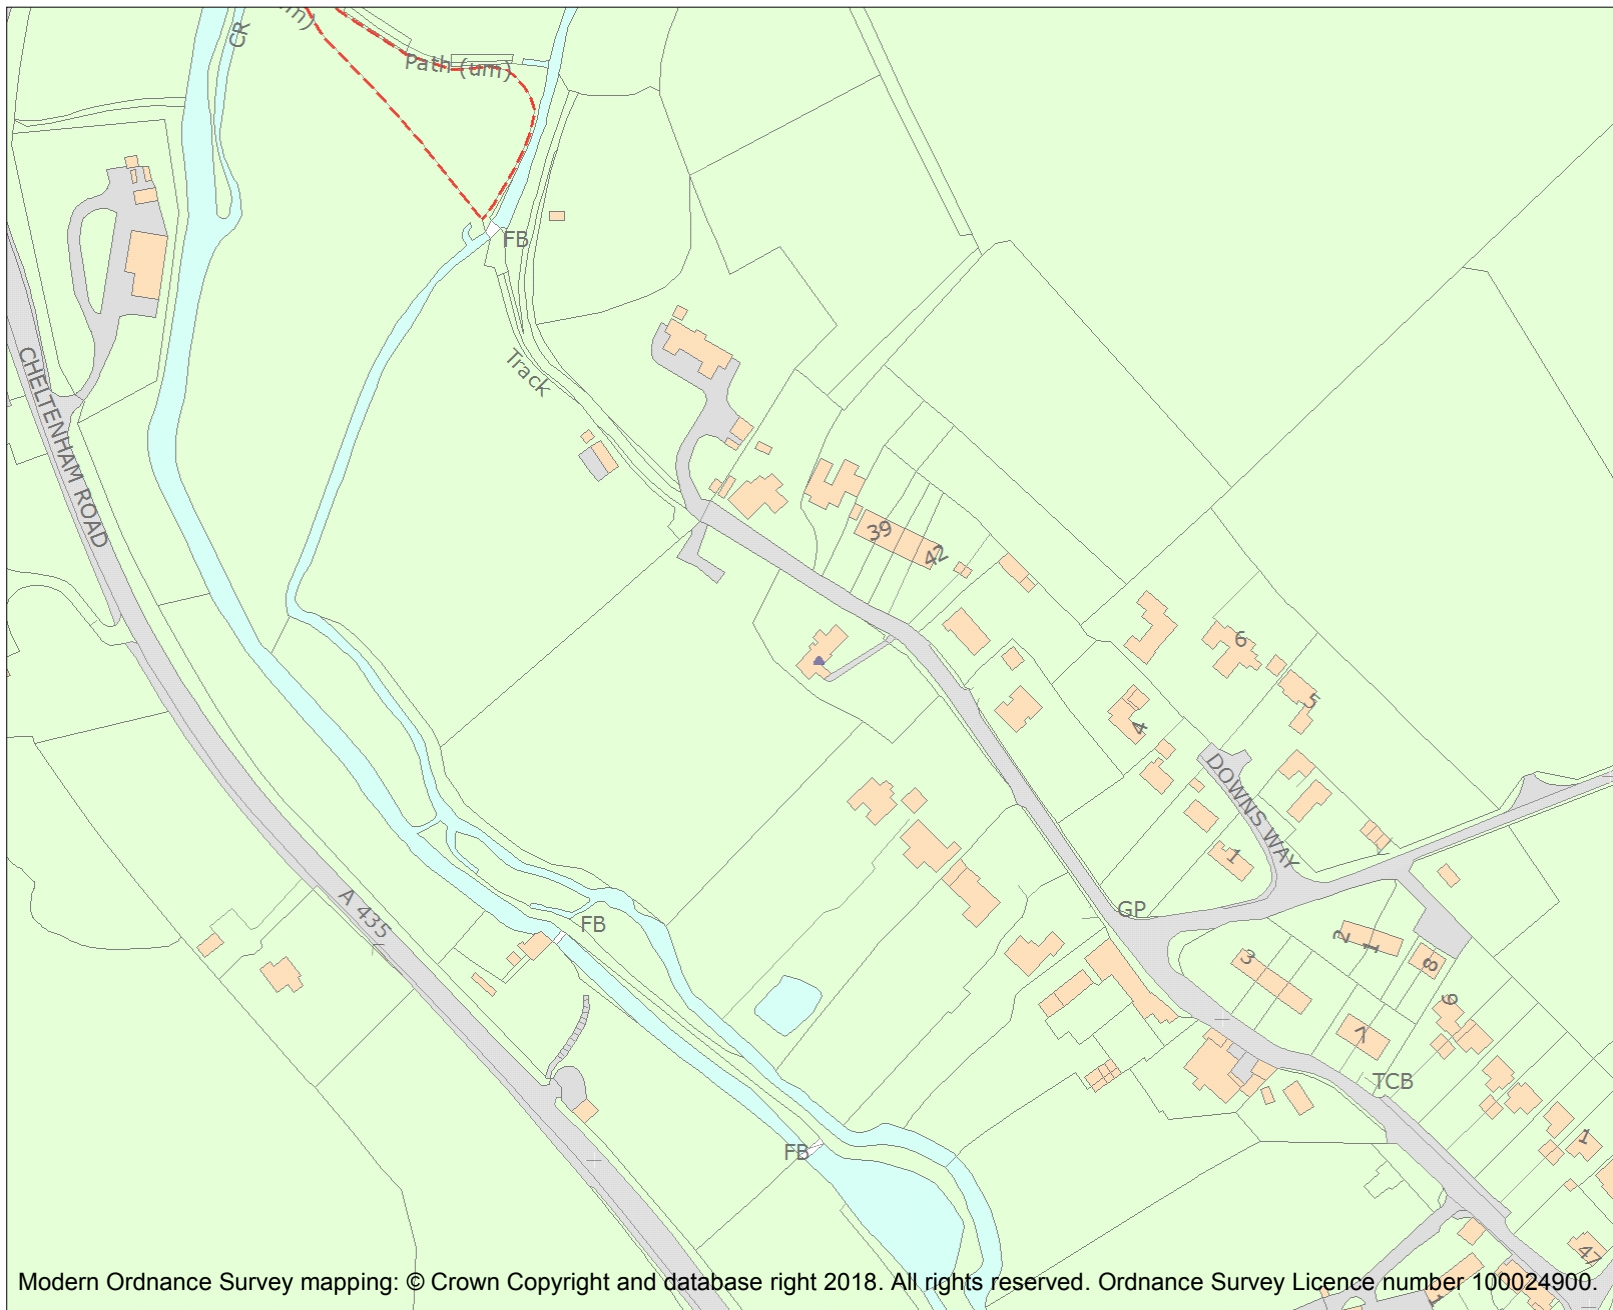 CR
m)
Path (um)
FB
Track
CHELTENHAM ROAD
39
42
6
5
4
DOWNS WAY
1
GP
A 435
FB
2
1
3
8
9
7
TCB
1
FB
47
Modern Ordnance Survey mapping: © Crown Copyright and database right 2018. All rights reserved. Ordnance Survey Licence number 100024900.